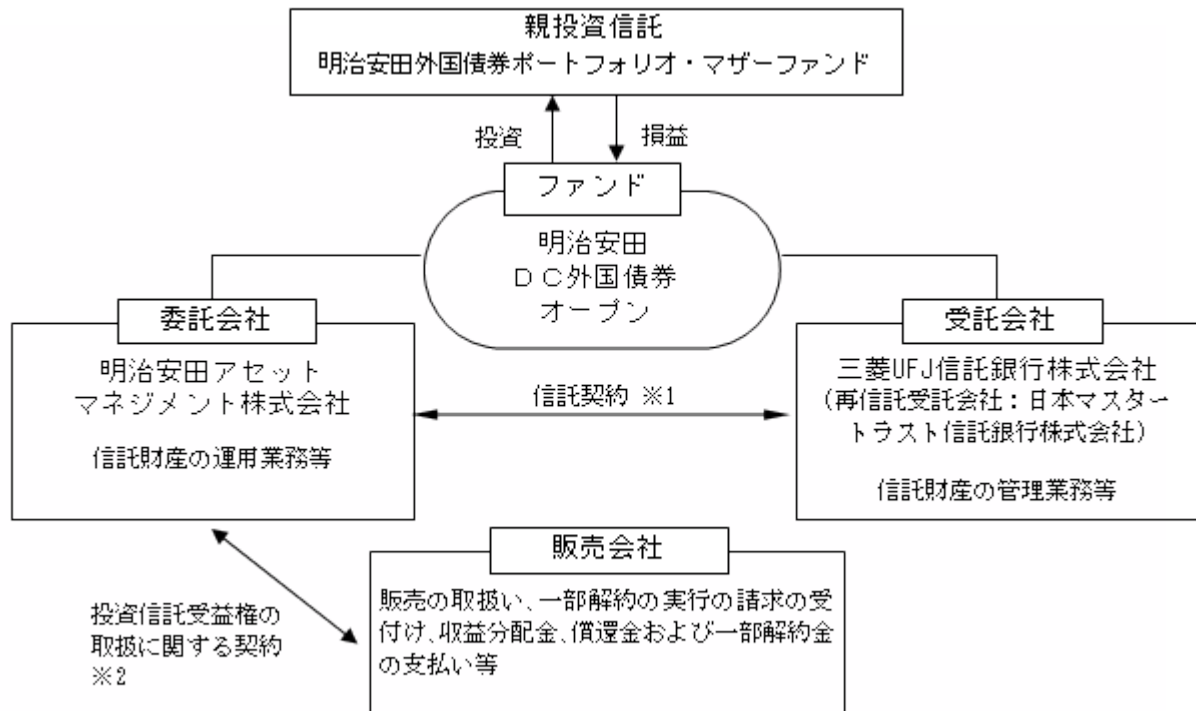 親投資信託
明治安田外国債券ポートフォリオ・マザーファンド
投資
損益
ファンド
明治安田
ＤＣ外国債券
オープン
委託会社
明治安田アセット
マネジメント株式会社
信託財産の運用業務等
信託契約 ※1
受託会社
三菱UFJ信託銀行株式会社
(再信託受託会社：日本マスター
トラスト信託銀行株式会社)
信託財産の管理業務等
販売会社
販売の取扱い、一部解約の実行の請求の受
付け、収益分配金、償還金および一部解約金
の支払い等
投資信託受益権の
取扱に関する契約
※2